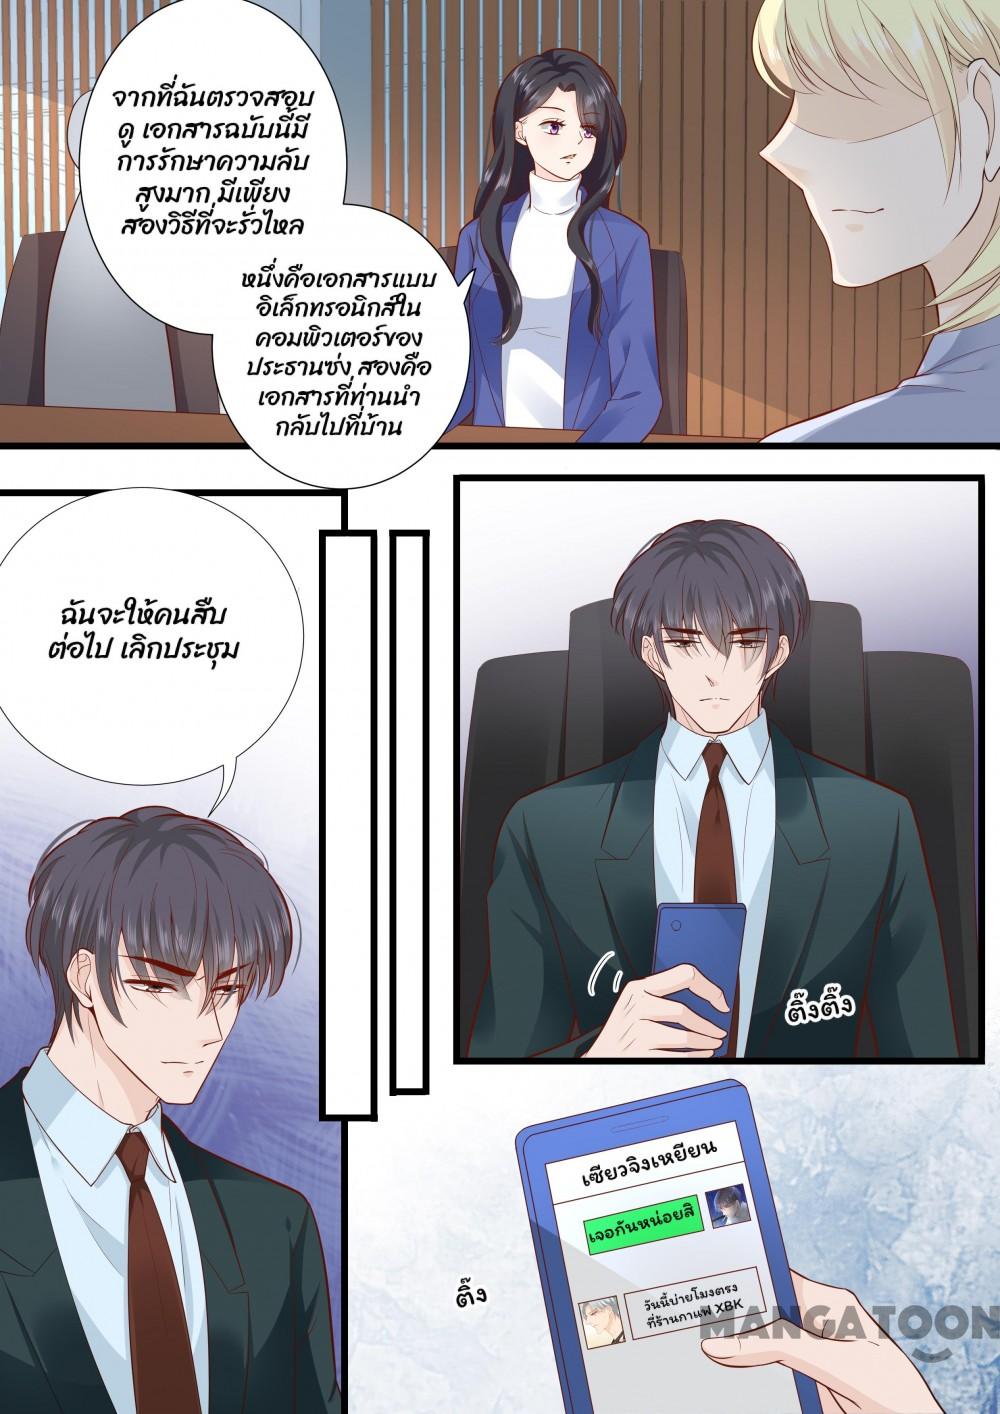 จากที่ฉันตรวจสอบ
ดู เอกสารฉบับนี้มี
การรักษาความลับ
สูงมาก มีเพียง
สองวิธีที่จะรั่วไหล
หนึ่งคือเอกสารแบบ
อิเล็กทรอนิกส์ใน
คอมพิวเตอร์ของ
ประธานซ่ง สองคือ
เอกสารที่ท่านนำ
กลับไปที่บ้าน
ฉันจะให้คนสืบ
ต่อไป เลิกประชุม
ติ๊งติ๊ง
เซียวจิงเหยียน
เจอกันหน่อยสิ
ติ๊ง
วันนี้บ่ายโมงตรง
ที่ร้านกาแฟ XBK
MANGATOON